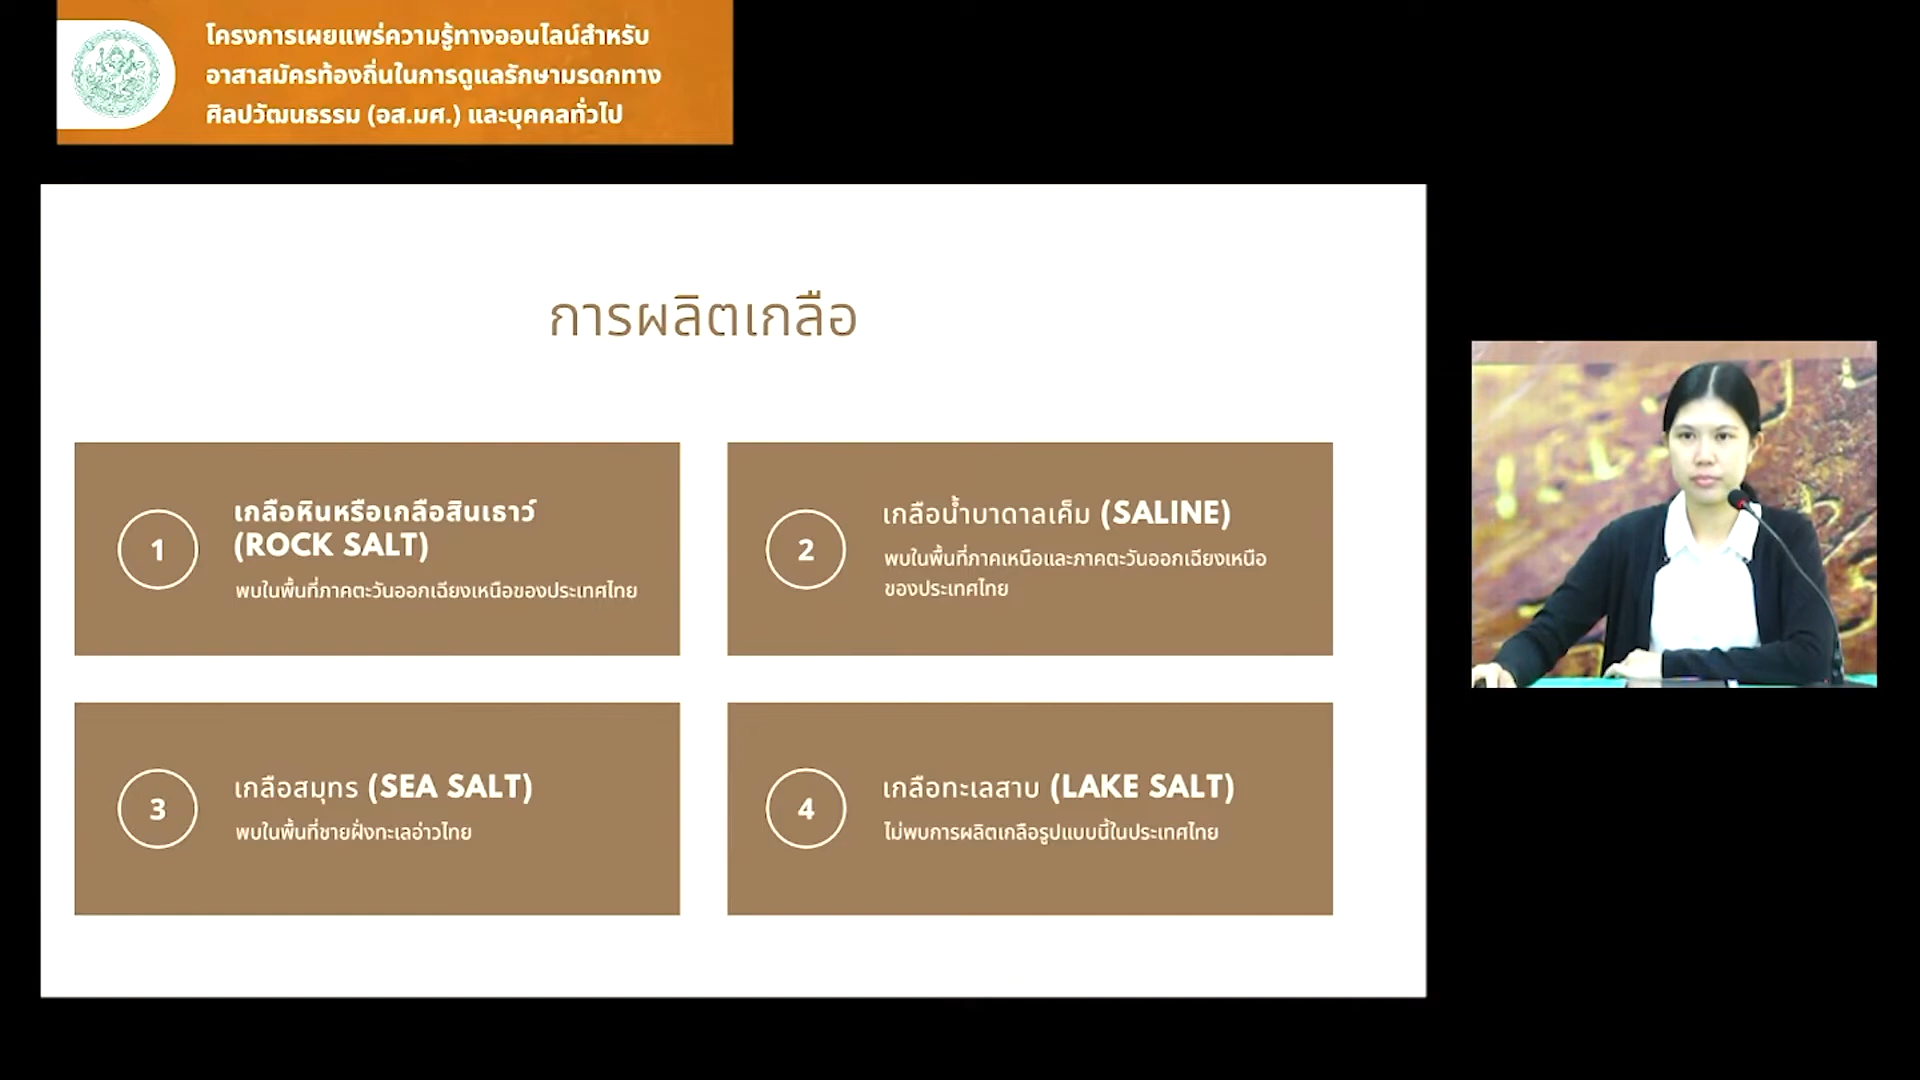 โครงการเผยแพร่ความรู้ทางออนไลน์สำหรับ
อาสาสมัครท้องถิ่นในการดูแลรักษามรดกทาง
ศิลปวัฒนธรรม (อส.มศ.) และบุคคลทั่วไป
การผลิตเกลือ
1
เกลือหินหรือเกลือสินเธาว์
(ROCK SALT)
พบในพื้นที่ภาคตะวันออกเฉียงเหนือของประเทศไทย
2
เกลือน้ำบาดาลเค็ม (SALINE)
พบในพื้นที่ภาคเหนือและภาคตะวันออกเฉียงเหนือ
ของประเทศไทย
3
เกลือสมุทร (SEA SALT)
พบในพื้นที่ชายฝั่งทะเลอ่าวไทย
4
เกลือทะเลสาบ (LAKE SALT)
ไม่พบการผลิตเกลือรูปแบบนี้ในประเทศไทย